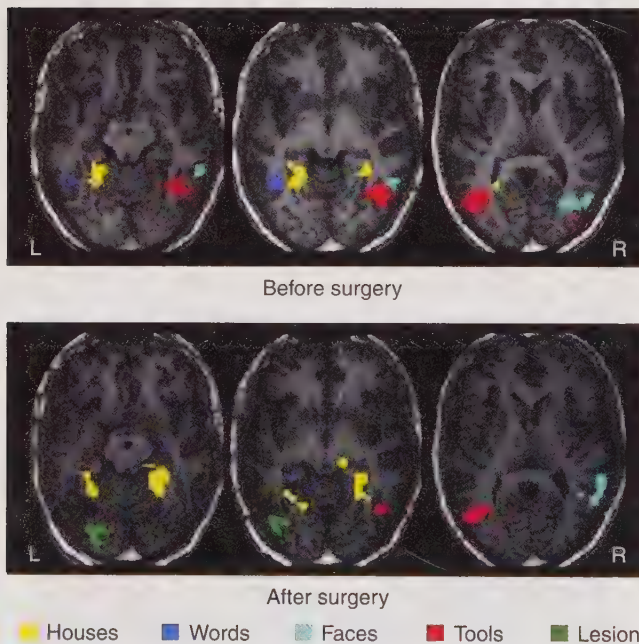 L R
Before surgery
L R
After surgery
Houses Words Faces Tools Lesion